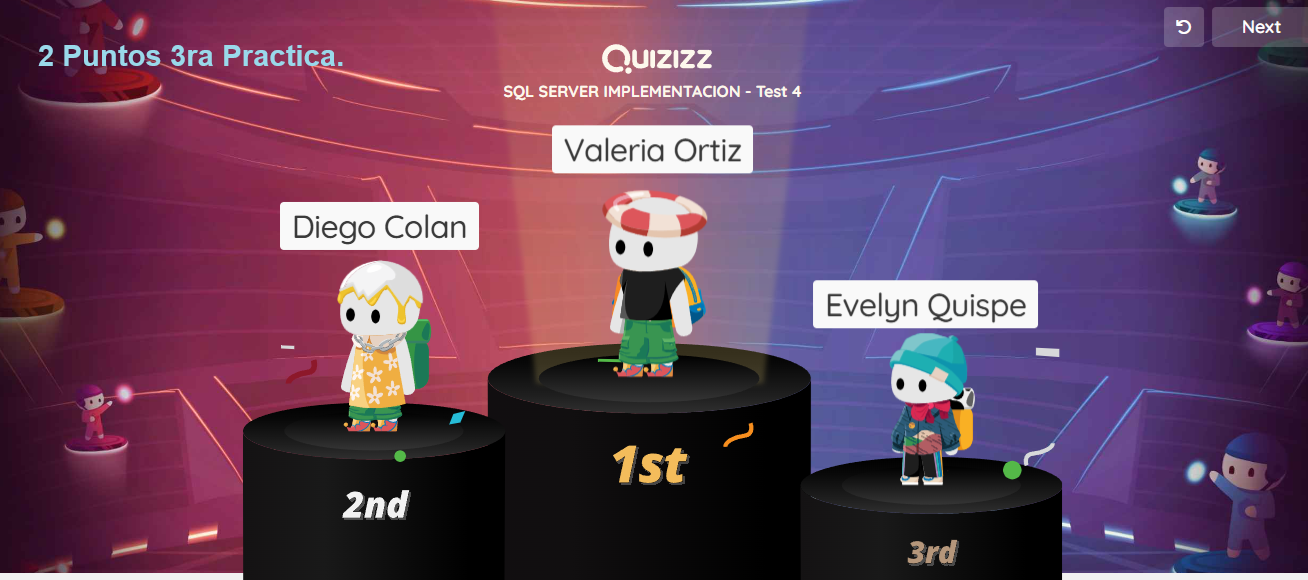 Next
2 Puntos 3ra Practica.
QUIZIZZ
SQL SERVER IMPLEMENTACION - Test 4
Valeria Ortiz
Diego Colan
Evelyn Quispe
1st
2nd
3rd